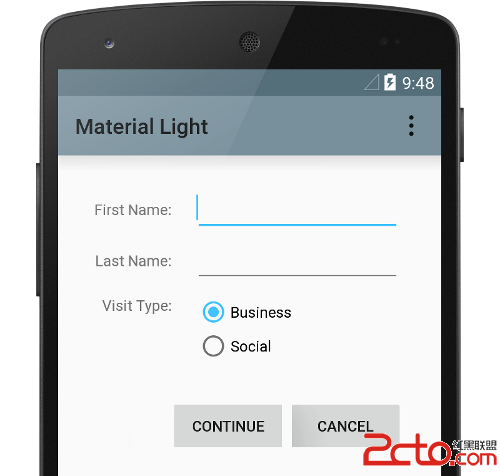 9:48
Material Light
First Name:
Last Name:
Visit Type:
Business
Social
CONTINUE
CANCEL
2cto.com
红黑联盟